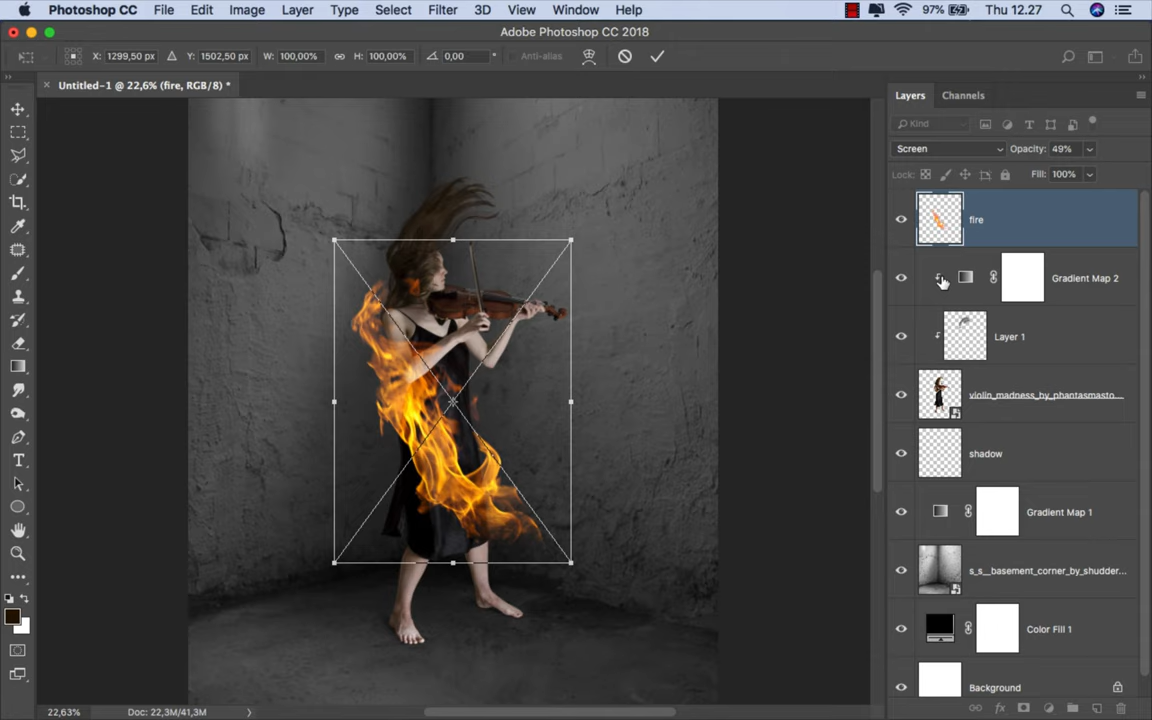 Photoshop CC File Edit Image Layer Type Select Filter 3D View Window Help 97% Thu 12.27
Adobe Photoshop CC 2018
X: 1299,50 px Y: 1502,50 px W: 100,00% H: 100,00% 0,00 ° Anti-alias
Untitled-1 @ 22,6% (fire, RGB/8) *
Layers Channels
Kind
Screen Opacity: 49%
Lock: Fill: 100%
fire
Gradient Map 2
Layer 1
violin_madness_by_phantasmasto...
shadow
Gradient Map 1
s_s__basement_corner_by_shudder...
Color Fill 1
Background
22,63% Doc: 22,3M/41,3M